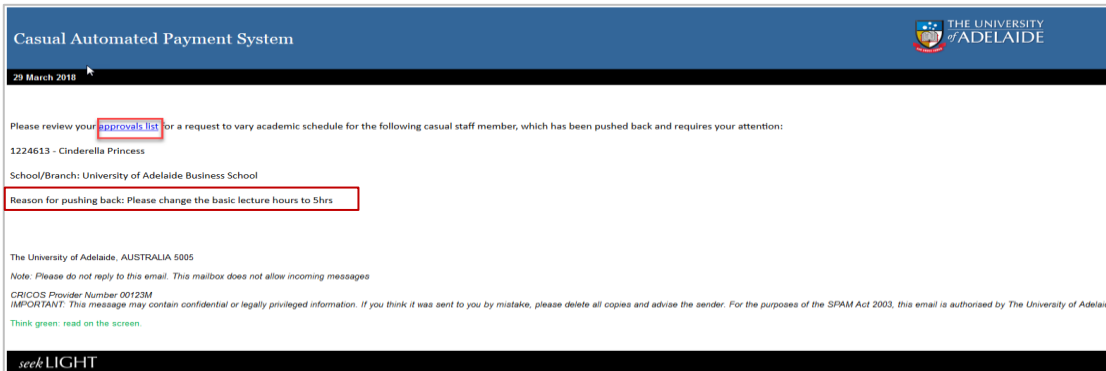 Casual Automated Payment System
THE UNIVERSITY
of ADELAIDE
29 March 2018
Please review your approvals list for a request to vary academic schedule for the following casual staff member, which has been pushed back and requires your attention:
1224613 - Cinderella Princess
School/Branch: University of Adelaide Business School
Reason for pushing back: Please change the basic lecture hours to 5hrs
The University of Adelaide, AUSTRALIA 5005
Note: Please do not reply to this email. This mailbox does not allow incoming messages
CRICOS Provider Number 00123M
IMPORTANT: This message may contain confidential or legally privileged information. If you think it was sent to you by mistake, please delete all copies and advise the sender. For the purposes of the SPAM Act 2003, this email is authorised by The University of
Think green: read on the screen.
seek LIGHT